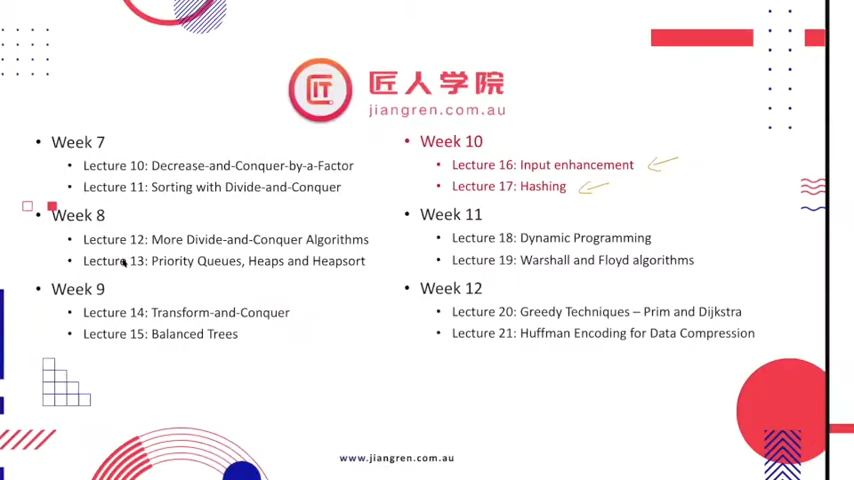 IT
匠人学院
jiangren.com.au
• Week 7
• Lecture 10: Decrease-and-Conquer-by-a-Factor
• Lecture 11: Sorting with Divide-and-Conquer
• Week 8
• Lecture 12: More Divide-and-Conquer Algorithms
• Lecture 13: Priority Queues, Heaps and Heapsort
• Week 9
• Lecture 14: Transform-and-Conquer
• Lecture 15: Balanced Trees
• Week 10
• Lecture 16: Input enhancement
• Lecture 17: Hashing
• Week 11
• Lecture 18: Dynamic Programming
• Lecture 19: Warshall and Floyd algorithms
• Week 12
• Lecture 20: Greedy Techniques – Prim and Dijkstra
• Lecture 21: Huffman Encoding for Data Compression
www.jiangren.com.au